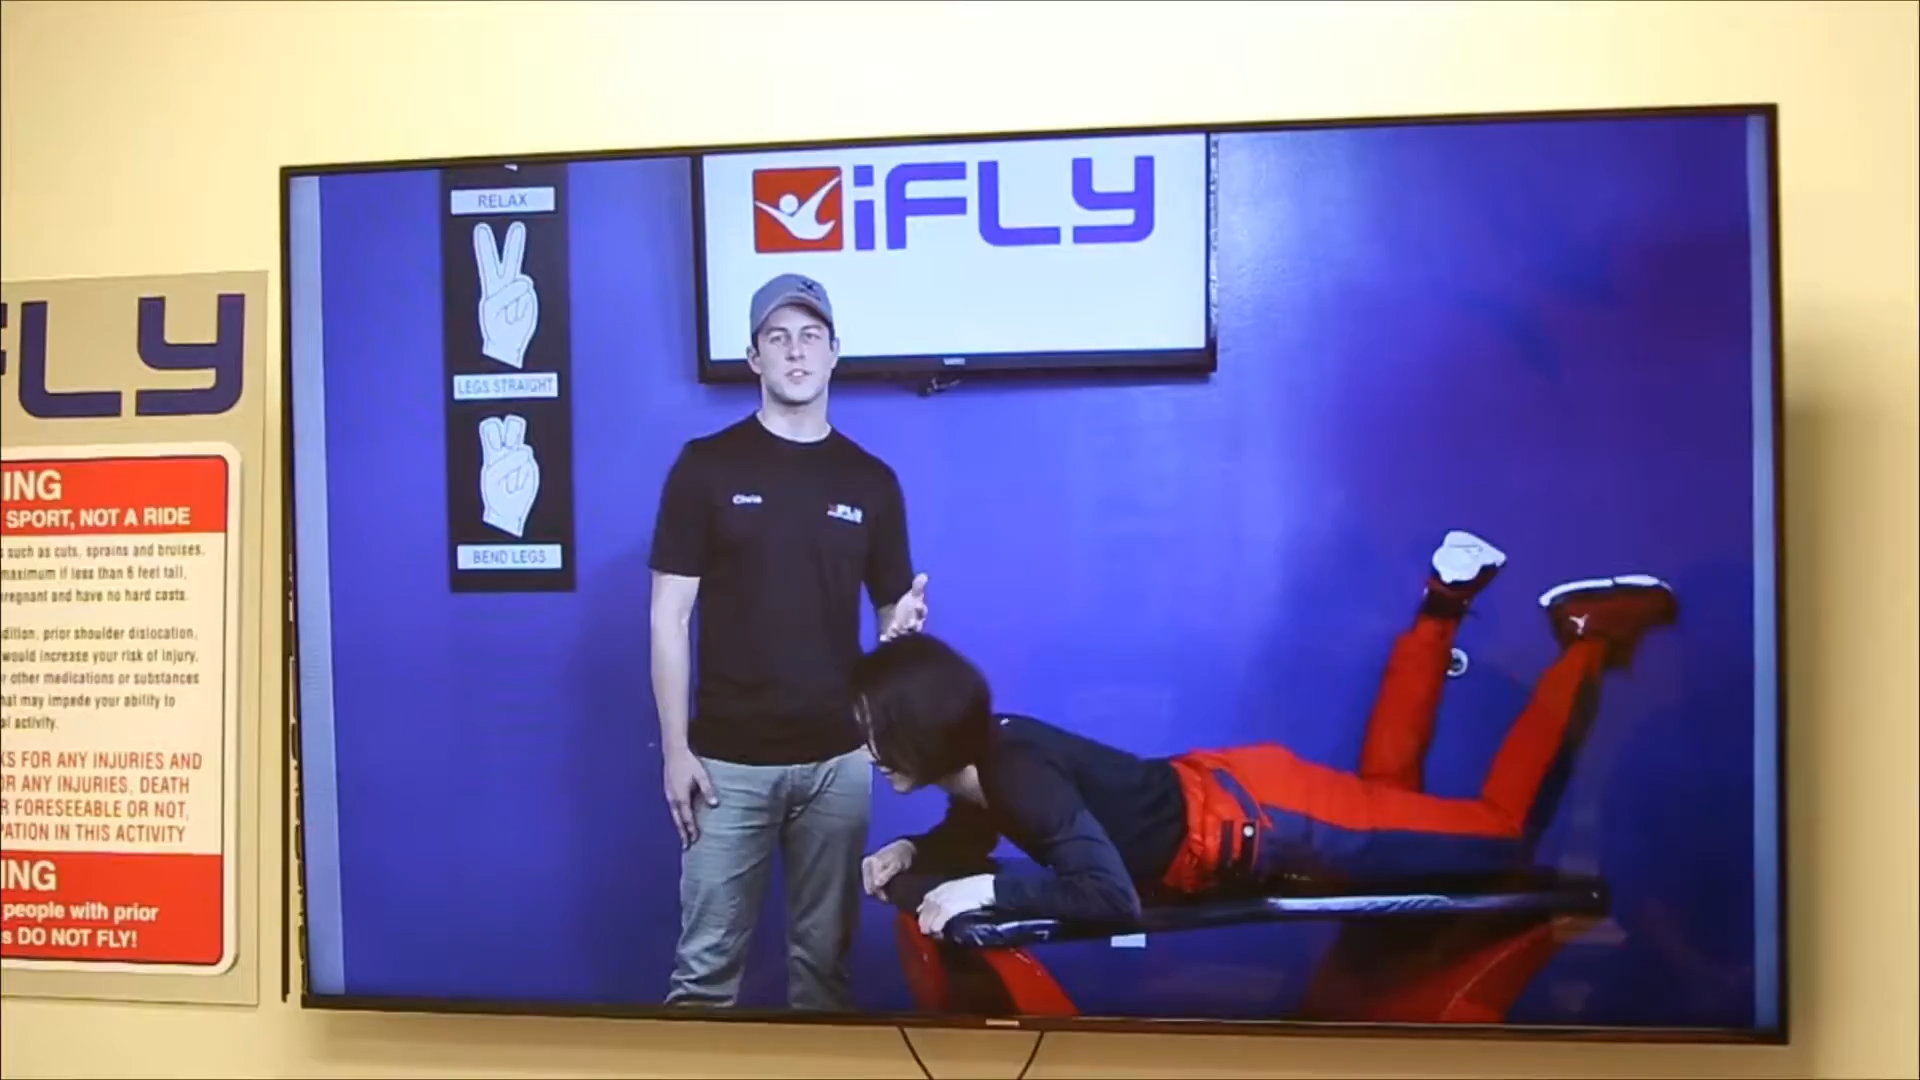 LY
ING
SPORT, NOT A RIDE
such as cuts, sprains and bruises.
maximum if less than 6 feet tall,
regnant and have no hard casts.
dition, prior shoulder dislocation,
would increase your risk of injury.
r other medications or substances
hat may impede your ability to
al activity.
KS FOR ANY INJURIES AND
OR ANY INJURIES, DEATH
R FORESEEABLE OR NOT,
PATION IN THIS ACTIVITY
ING
people with prior
s DO NOT FLY!
RELAX
LEGS STRAIGHT
BEND LEGS
iFLY
Chris
iFLY